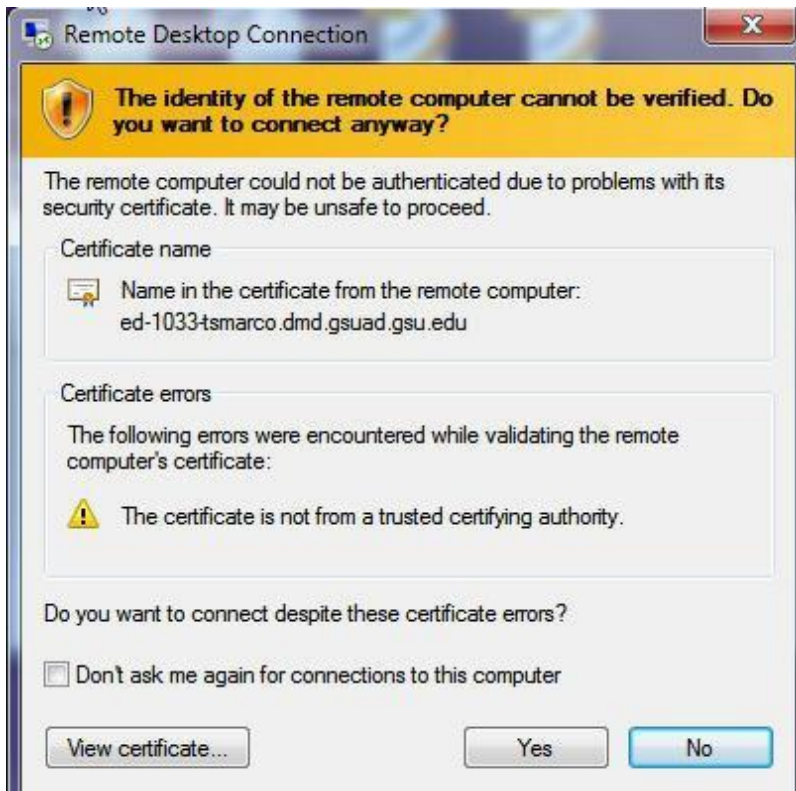 Remote Desktop Connection
The identity of the remote computer cannot be verified. Do
you want to connect anyway?
The remote computer could not be authenticated due to problems with its
security certificate. It may be unsafe to proceed.
Certificate name
Name in the certificate from the remote computer:
ed-1033-tsmarco.dmd.gsuad.gsu.edu
Certificate errors
The following errors were encountered while validating the remote
computer's certificate:
The certificate is not from a trusted certifying authority.
Do you want to connect despite these certificate errors?
Don't ask me again for connections to this computer
View certificate... Yes No